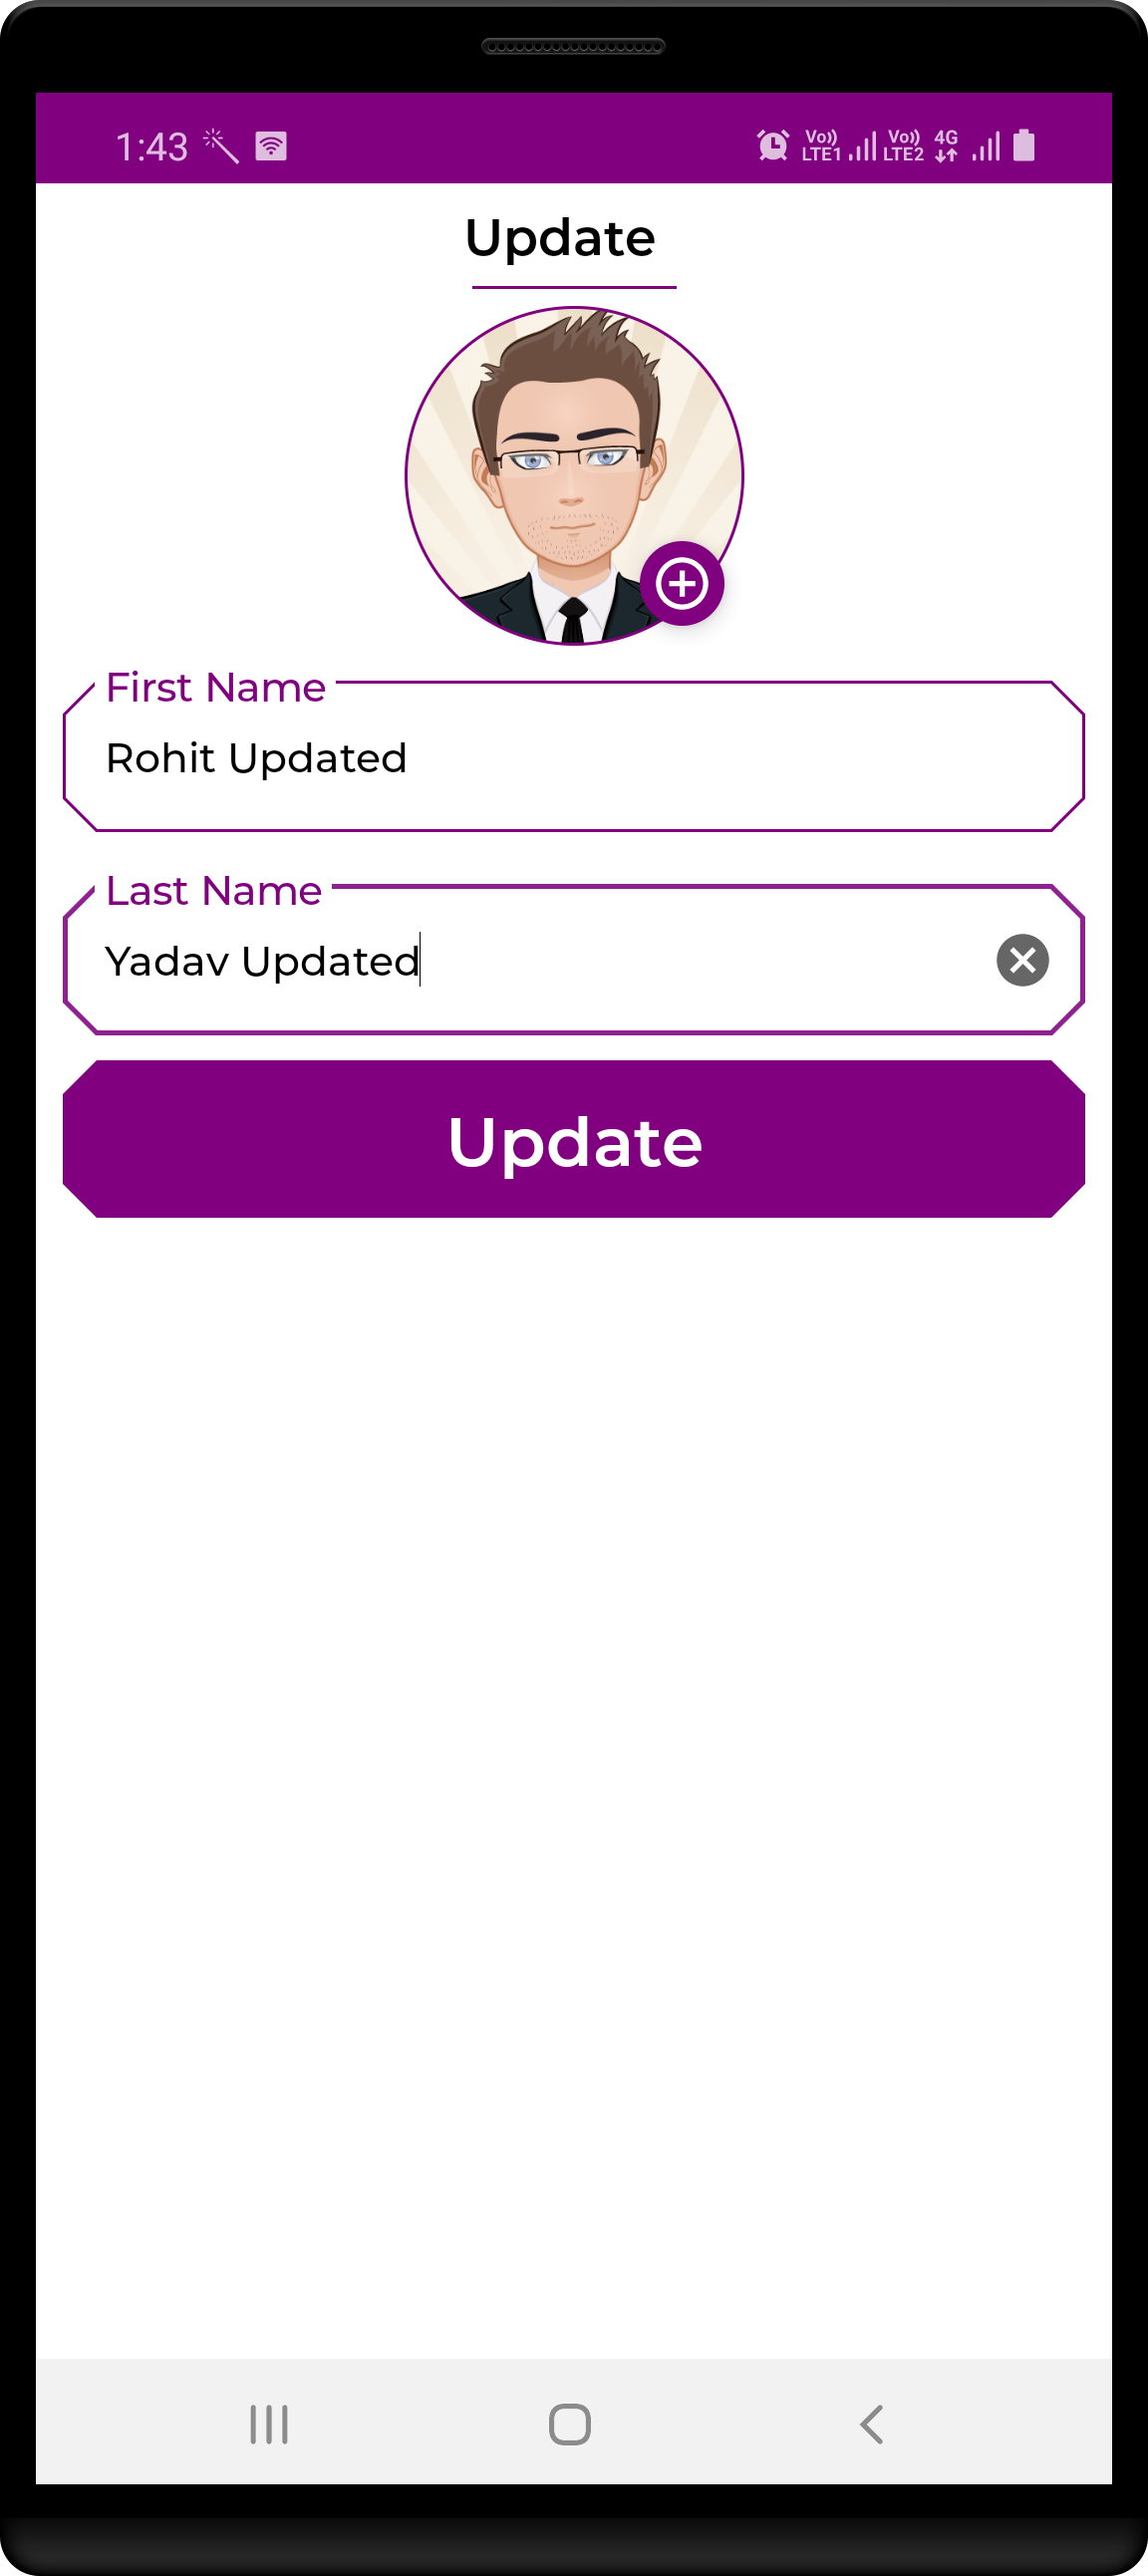 1:43 Vo)) LTE1 Vo)) LTE2 4G
Update
First Name
Rohit Updated
Last Name
Yadav Updated
Update